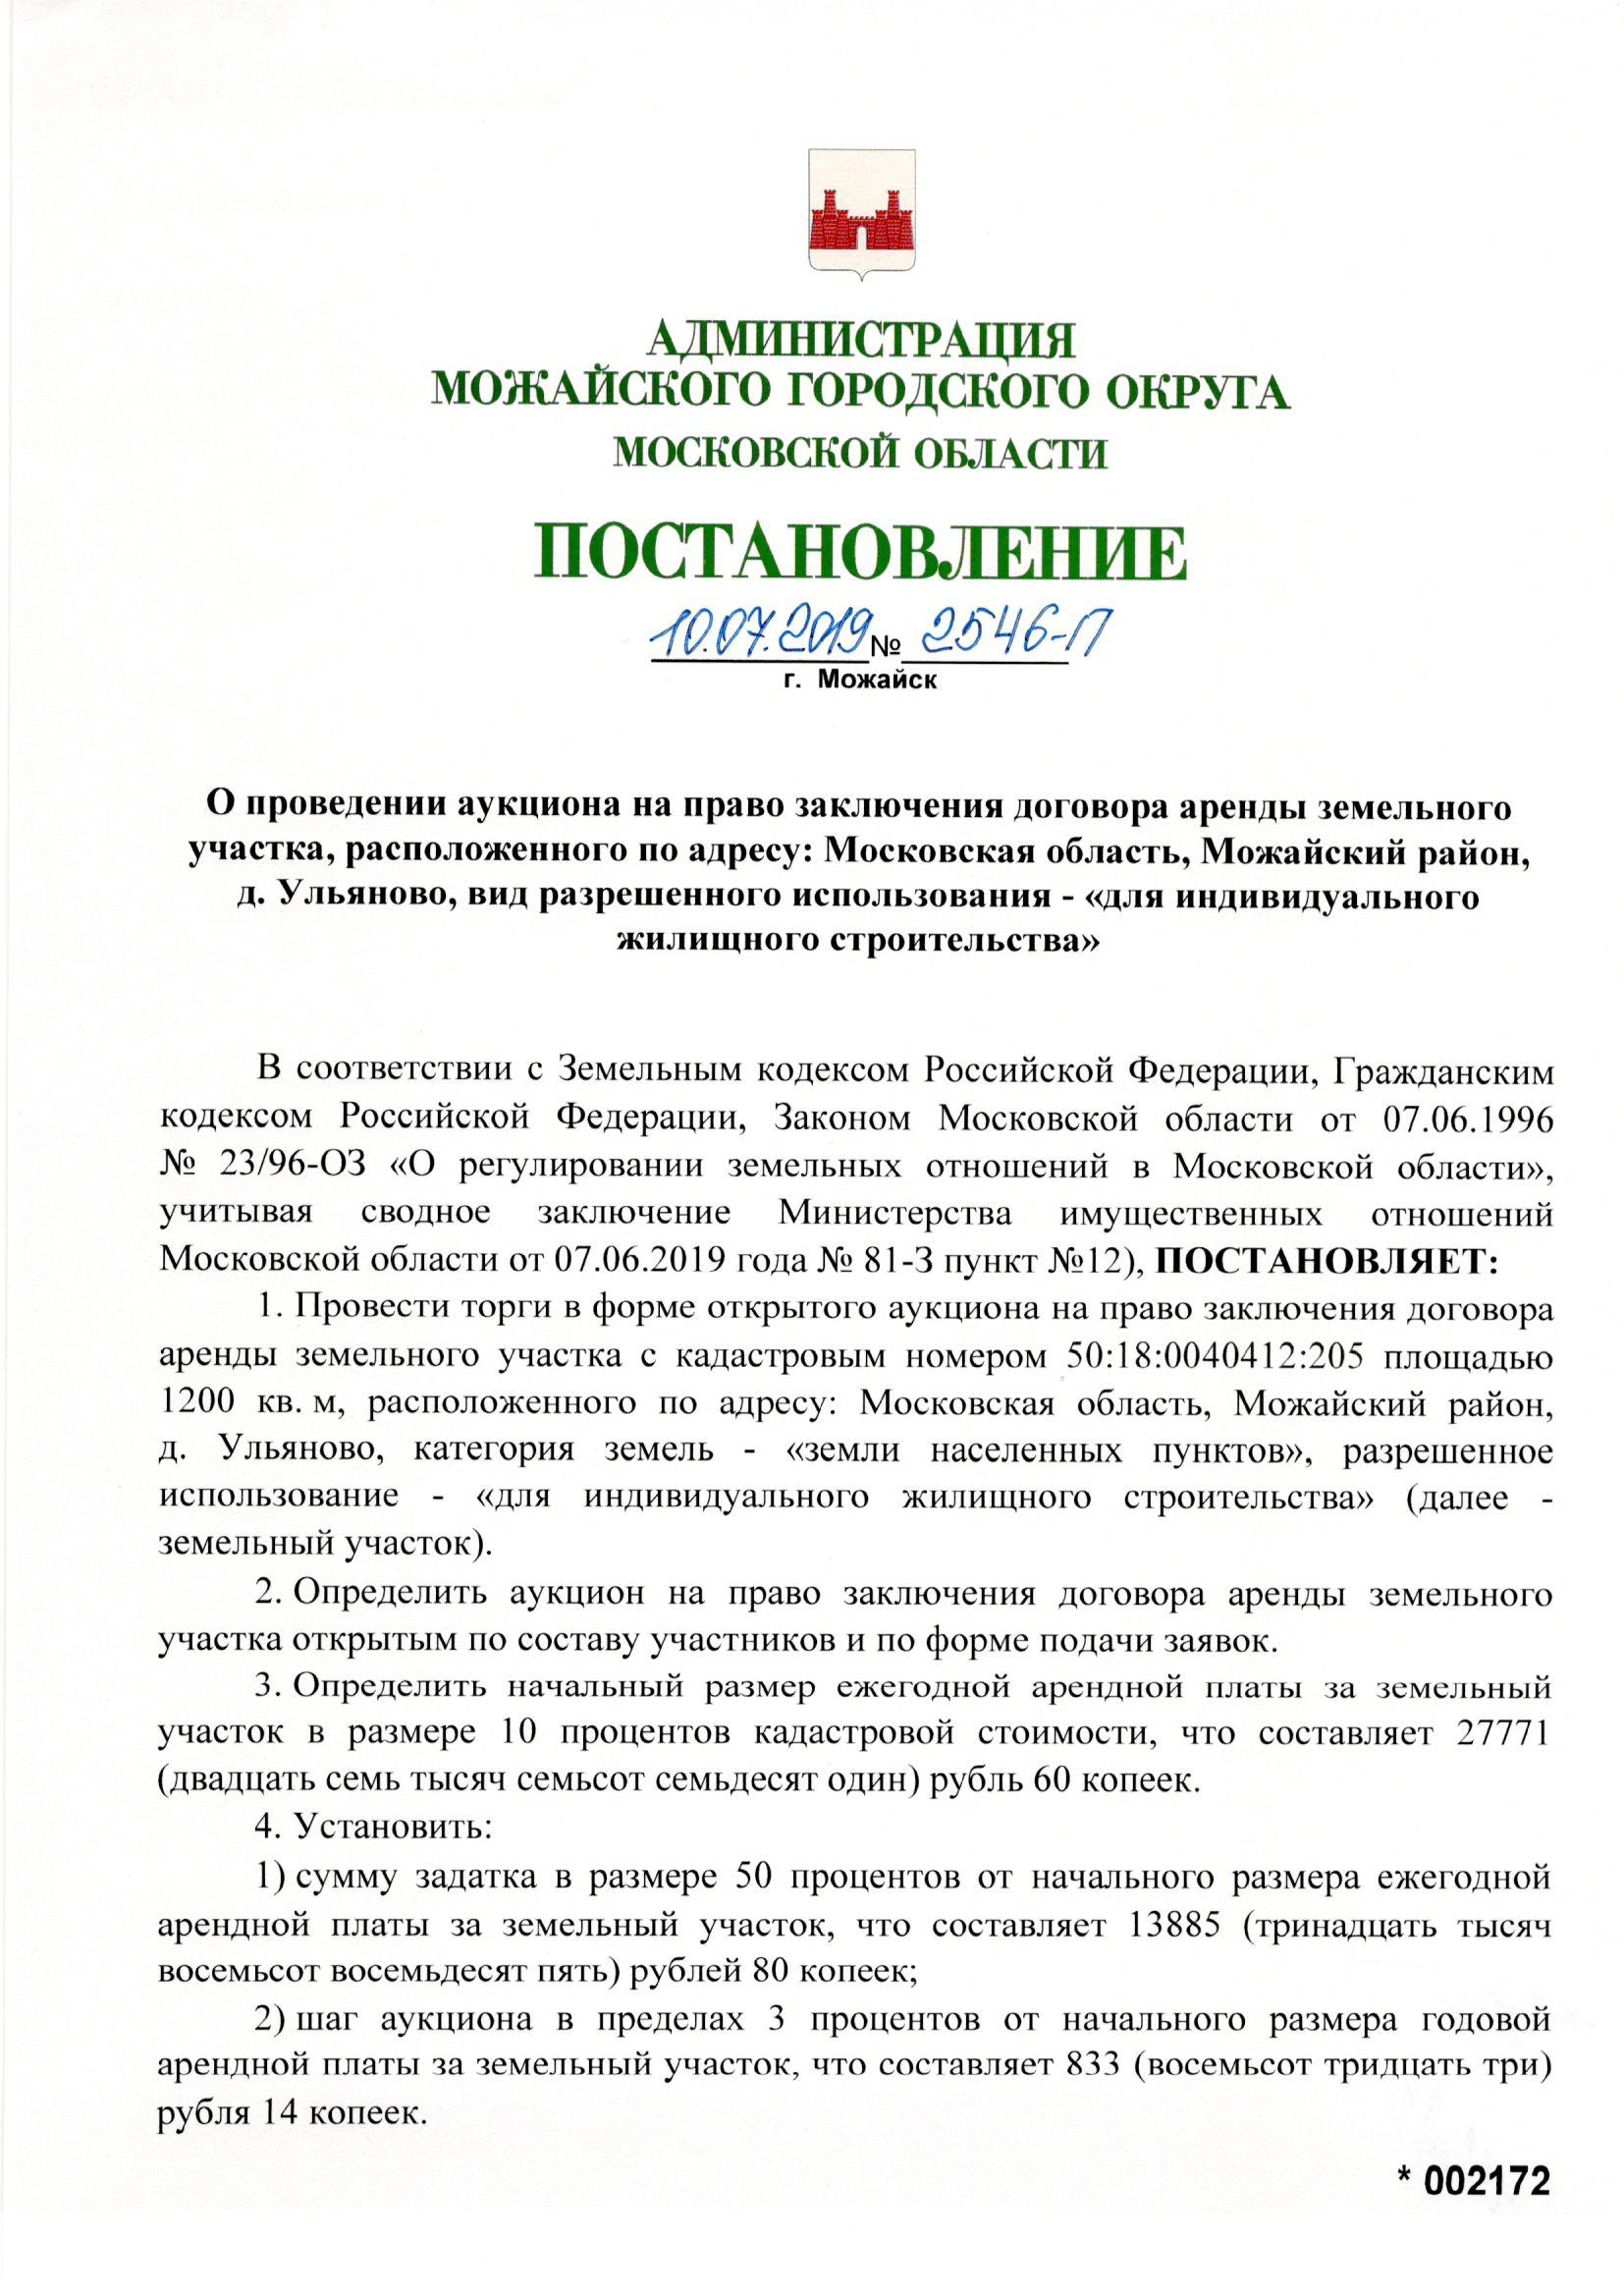 АДМИНИСТРАЦИЯ
МОЖАЙСКОГО ГОРОДСКОГО ОКРУГА
МОСКОВСКОЙ ОБЛАСТИ
ПОСТАНОВЛЕНИЕ
10.07.2019 № 2546-П
г. Можайск
О проведении аукциона на право заключения договора аренды земельного
участка, расположенного по адресу: Московская область, Можайский район,
д. Ульяново, вид разрешенного использования - «для индивидуального
жилищного строительства»
В соответствии с Земельным кодексом Российской Федерации, Гражданским
кодексом Российской Федерации, Законом Московской области от 07.06.1996
№ 23/96-ОЗ «О регулировании земельных отношений в Московской области»,
учитывая сводное заключение Министерства имущественных отношений
Московской области от 07.06.2019 года № 81-З пункт №12), ПОСТАНОВЛЯЕТ:
1. Провести торги в форме открытого аукциона на право заключения договора
аренды земельного участка с кадастровым номером 50:18:0040412:205 площадью
1200 кв. м, расположенного по адресу: Московская область, Можайский район,
д. Ульяново, категория земель - «земли населенных пунктов», разрешенное
использование - «для индивидуального жилищного строительства» (далее -
земельный участок).
2. Определить аукцион на право заключения договора аренды земельного
участка открытым по составу участников и по форме подачи заявок.
3. Определить начальный размер ежегодной арендной платы за земельный
участок в размере 10 процентов кадастровой стоимости, что составляет 27771
(двадцать семь тысяч семьсот семьдесят один) рубль 60 копеек.
4. Установить:
1) сумму задатка в размере 50 процентов от начального размера ежегодной
арендной платы за земельный участок, что составляет 13885 (тринадцать тысяч
восемьсот восемьдесят пять) рублей 80 копеек;
2) шаг аукциона в пределах 3 процентов от начального размера годовой
арендной платы за земельный участок, что составляет 833 (восемьсот тридцать три)
рубля 14 копеек.
* 002172